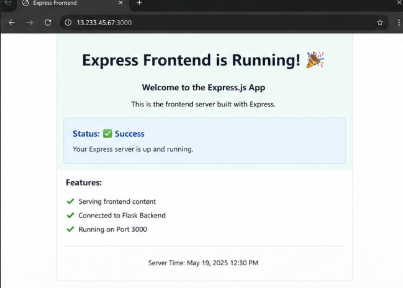 Express Frontend
13.233.45.67:3000
Express Frontend is Running! 🎉
Welcome to the Express.js App
This is the frontend server built with Express.
Status: ✅ Success
Your Express server is up and running.
Features:
✔ Serving frontend content
✔ Connected to Flask Backend
✔ Running on Port 3000
Server Time: May 19, 2025 12:30 PM